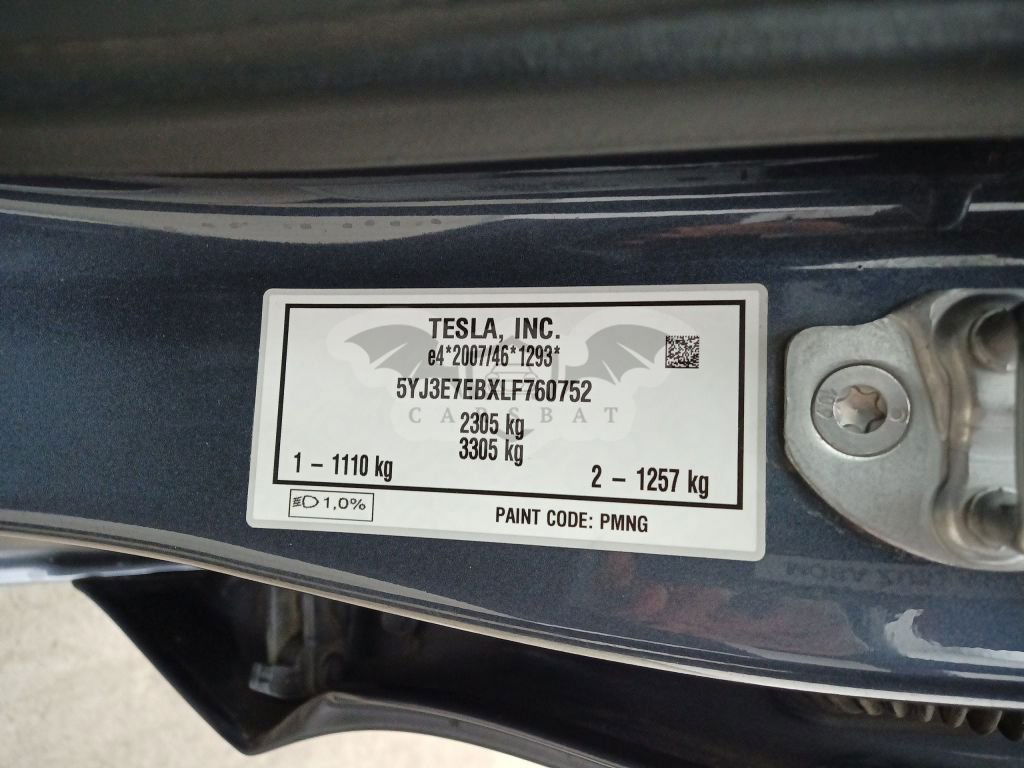 TESLA, INC.
e4*2007/46*1293*
5YJ3E7EBXLF760752
CARSBAT
2305 kg
3305 kg
1 – 1110 kg
2 – 1257 kg
1,0%
PAINT CODE: PMNG